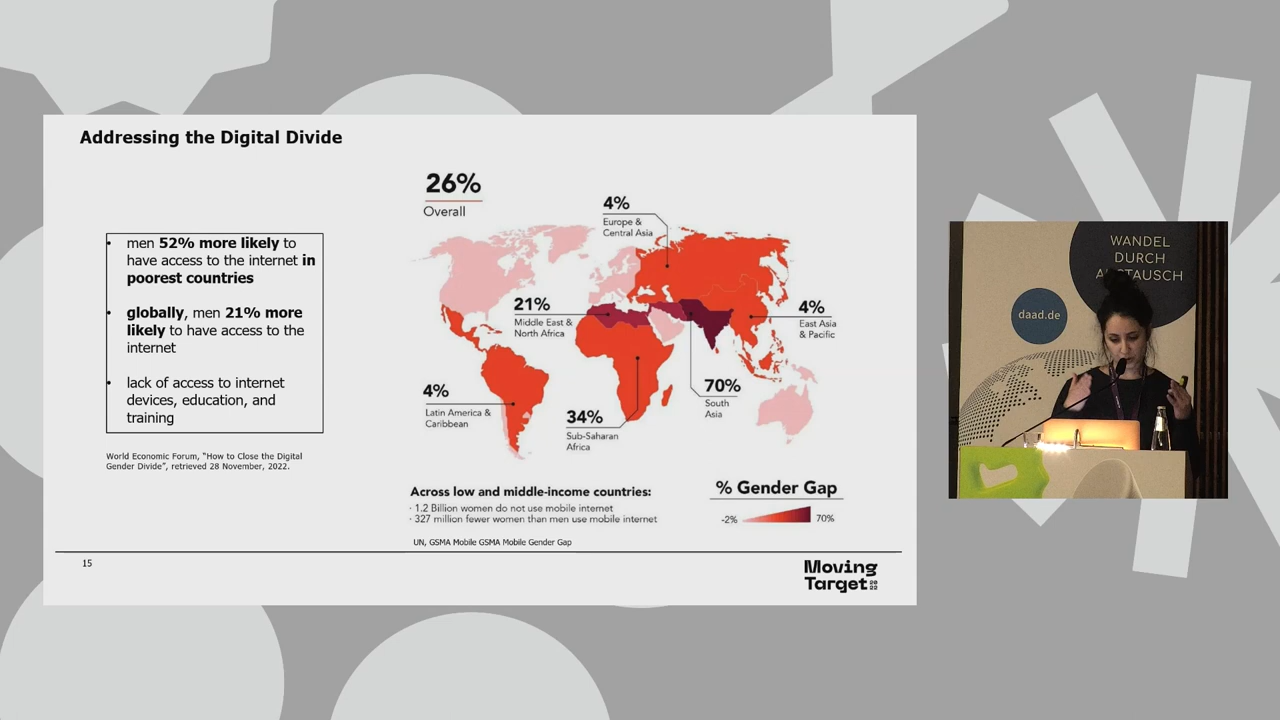 Addressing the Digital Divide
• men 52% more likely to
have access to the internet in
poorest countries
• globally, men 21% more
likely to have access to the
internet
• lack of access to internet
devices, education, and
training
World Economic Forum, "How to Close the Digital
Gender Divide", retrieved 28 November, 2022.
26%
Overall
4%
Europe &
Central Asia
21%
Middle East &
North Africa
4%
East Asia
& Pacific
4%
Latin America &
Caribbean
34%
Sub-Saharan
Africa
70%
South
Asia
Across low and middle-income countries:
· 1.2 Billion women do not use mobile internet
· 327 million fewer women than men use mobile internet
UN, GSMA Mobile GSMA Mobile Gender Gap
% Gender Gap
-2% 70%
15
Moving
Target 20
22
WANDEL
DURCH
AUSTAUSCH
daad.de